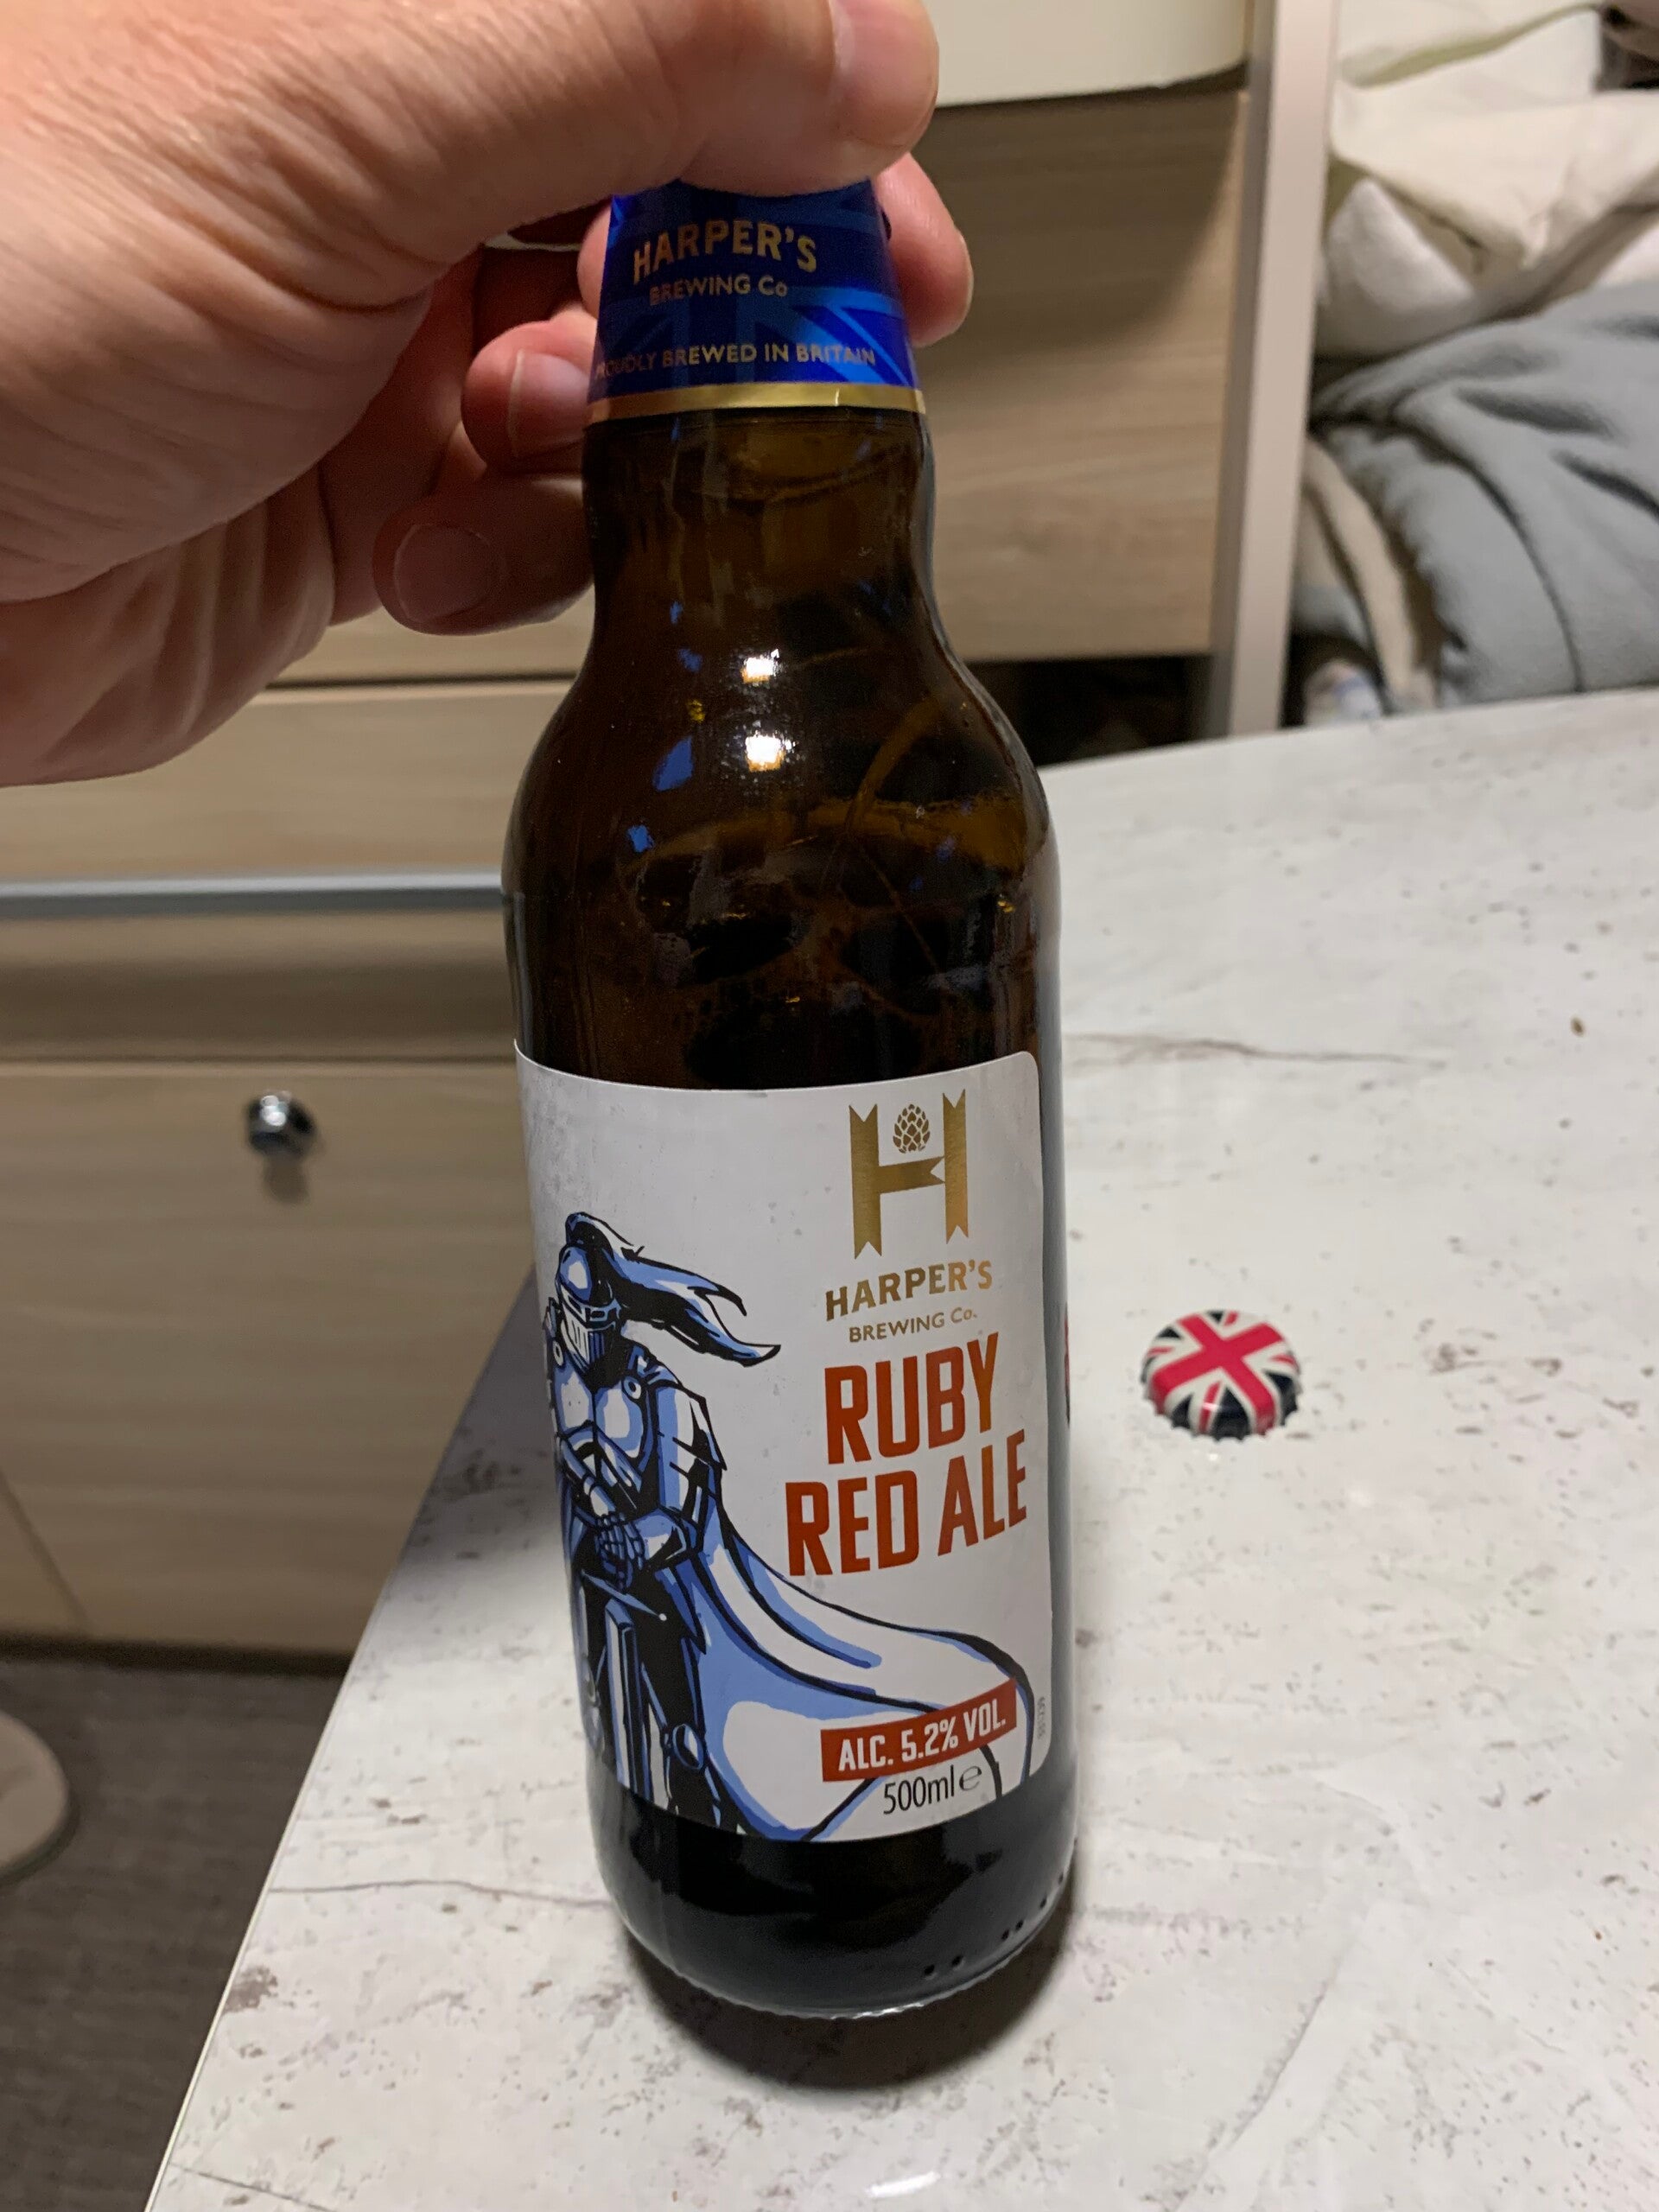 HARPER'S
BREWING Co
PROUDLY BREWED IN BRITAIN
H
HARPER'S
BREWING Co.
RUBY
RED ALE
ALC. 5.2% VOL.
500ml e